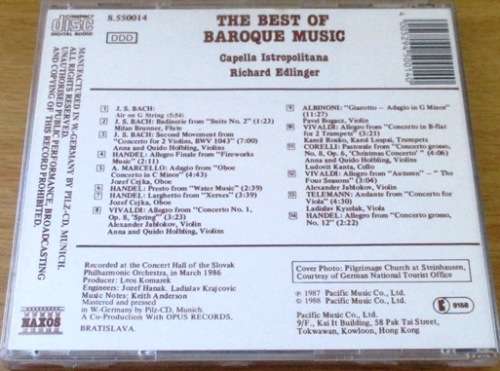 COMPACT
disc
DIGITAL AUDIO
8.550014
DDD
THE BEST OF
BAROQUE MUSIC
Capella Istropolitana
Richard Edlinger
MANUFACTURED IN W-GERMANY BY PILZ-CD, MUNICH.
ALL RIGHTS RESERVED.
UNAUTHORISED PUBLIC PERFORMANCE, BROADCASTING
AND COPYING OF THIS RECORD PROHIBITED.
NAXOS
1 J. S. BACH:
Air on G String (5:54)
2 J. S. BACH: Badinerie from "Suite No. 2" (1:23)
Milan Brunner, Flute
3 J. S. BACH: Second Movement from
"Concerto for 2 Violins, BWV 1043" (7:00)
Anna and Quido Holbling, Violins
4 HANDEL: Allegro Finale from "Fireworks
Music" (2:11)
5 A. MARCELLO: Adagio from "Oboe
Concerto in C Minor" (4:43)
Jozef Cejka, Oboe
6 HANDEL: Presto from "Water Music" (2:39)
7 HANDEL: Larghetto from "Xerxes" (3:39)
Jozef Cejka, Oboe
8 VIVALDI: Allegro from "Concerto No. 1,
Op. 8, "Spring"" (3:23)
Alexander Jablokov, Violin
Anna and Quido Holbling, Violins
9 ALBINONI: "Giazotto — Adagio in G Minor"
(11:27)
Pavel Bogacz, Violin
10 VIVALDI: Allegro from "Concerto in B-flat
for 2 Trumpets" (3:21)
Kamil Rosko, Karol Laspai, Trumpets
11 CORELLI: Pastorale from "Concerto grosso,
No. 8, Op. 6, "Christmas Concerto"" (4:06)
Anna and Quido Holbling, Violins
Ludovit Kanta, Cello
12 VIVALDI: Allegro from "Autumn" — "The
Four Seasons" (3:04)
Alexander Jablokov, Violin
13 TELEMANN: Andante from "Concerto for
Viola" (4:30)
Ladislav Kyselak, Viola
14 HANDEL: Allegro from "Concerto grosso,
No. 12" (2:22)
Recorded at the Concert Hall of the Slovak
Philharmonic Orchestra, in March 1986
Producer: Leos Komarek
Engineers: Jozef Hanak, Ladislav Krajcovic
Music Notes: Keith Anderson
Mastered and pressed
in W-Germany by Pilz-CD, Munich.
A Co-Production With OPUS RECORDS,
BRATISLAVA.
Cover Photo: Pilgrimage Church at Steinhausen,
Courtesy of German National Tourist Office
℗ 1987 Pacific Music Co., Ltd.
© 1988 Pacific Music Co., Ltd.
Pacific Music Co., Ltd.
9/F., Kai It Building, 58 Pak Tai Street,
Tokwawan, Kowloon, Hong Kong